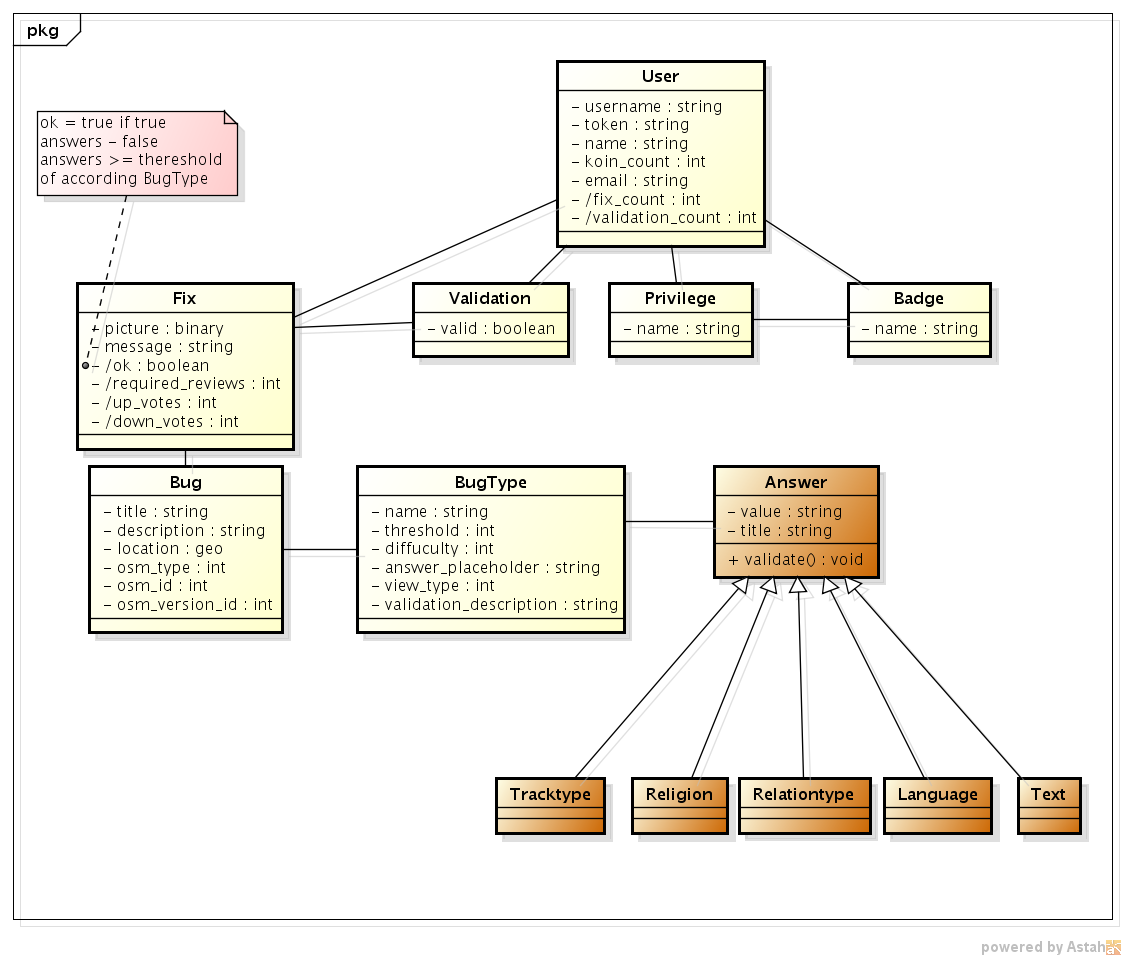 pkg
User
- username : string
- token : string
- name : string
- koin_count : int
- email : string
- /fix_count : int
- /validation_count : int
ok = true if true
answers - false
answers >= thereshold
of according BugType
Fix
- picture : binary
- message : string
- /ok : boolean
- /required_reviews : int
- /up_votes : int
- /down_votes : int
Validation
- valid : boolean
Privilege
- name : string
Badge
- name : string
Bug
- title : string
- description : string
- location : geo
- osm_type : int
- osm_id : int
- osm_version_id : int
BugType
- name : string
- threshold : int
- diffuculty : int
- answer_placeholder : string
- view_type : int
- validation_description : string
Answer
- value : string
- title : string
+ validate() : void
Tracktype
Religion
Relationtype
Language
Text
powered by Astah